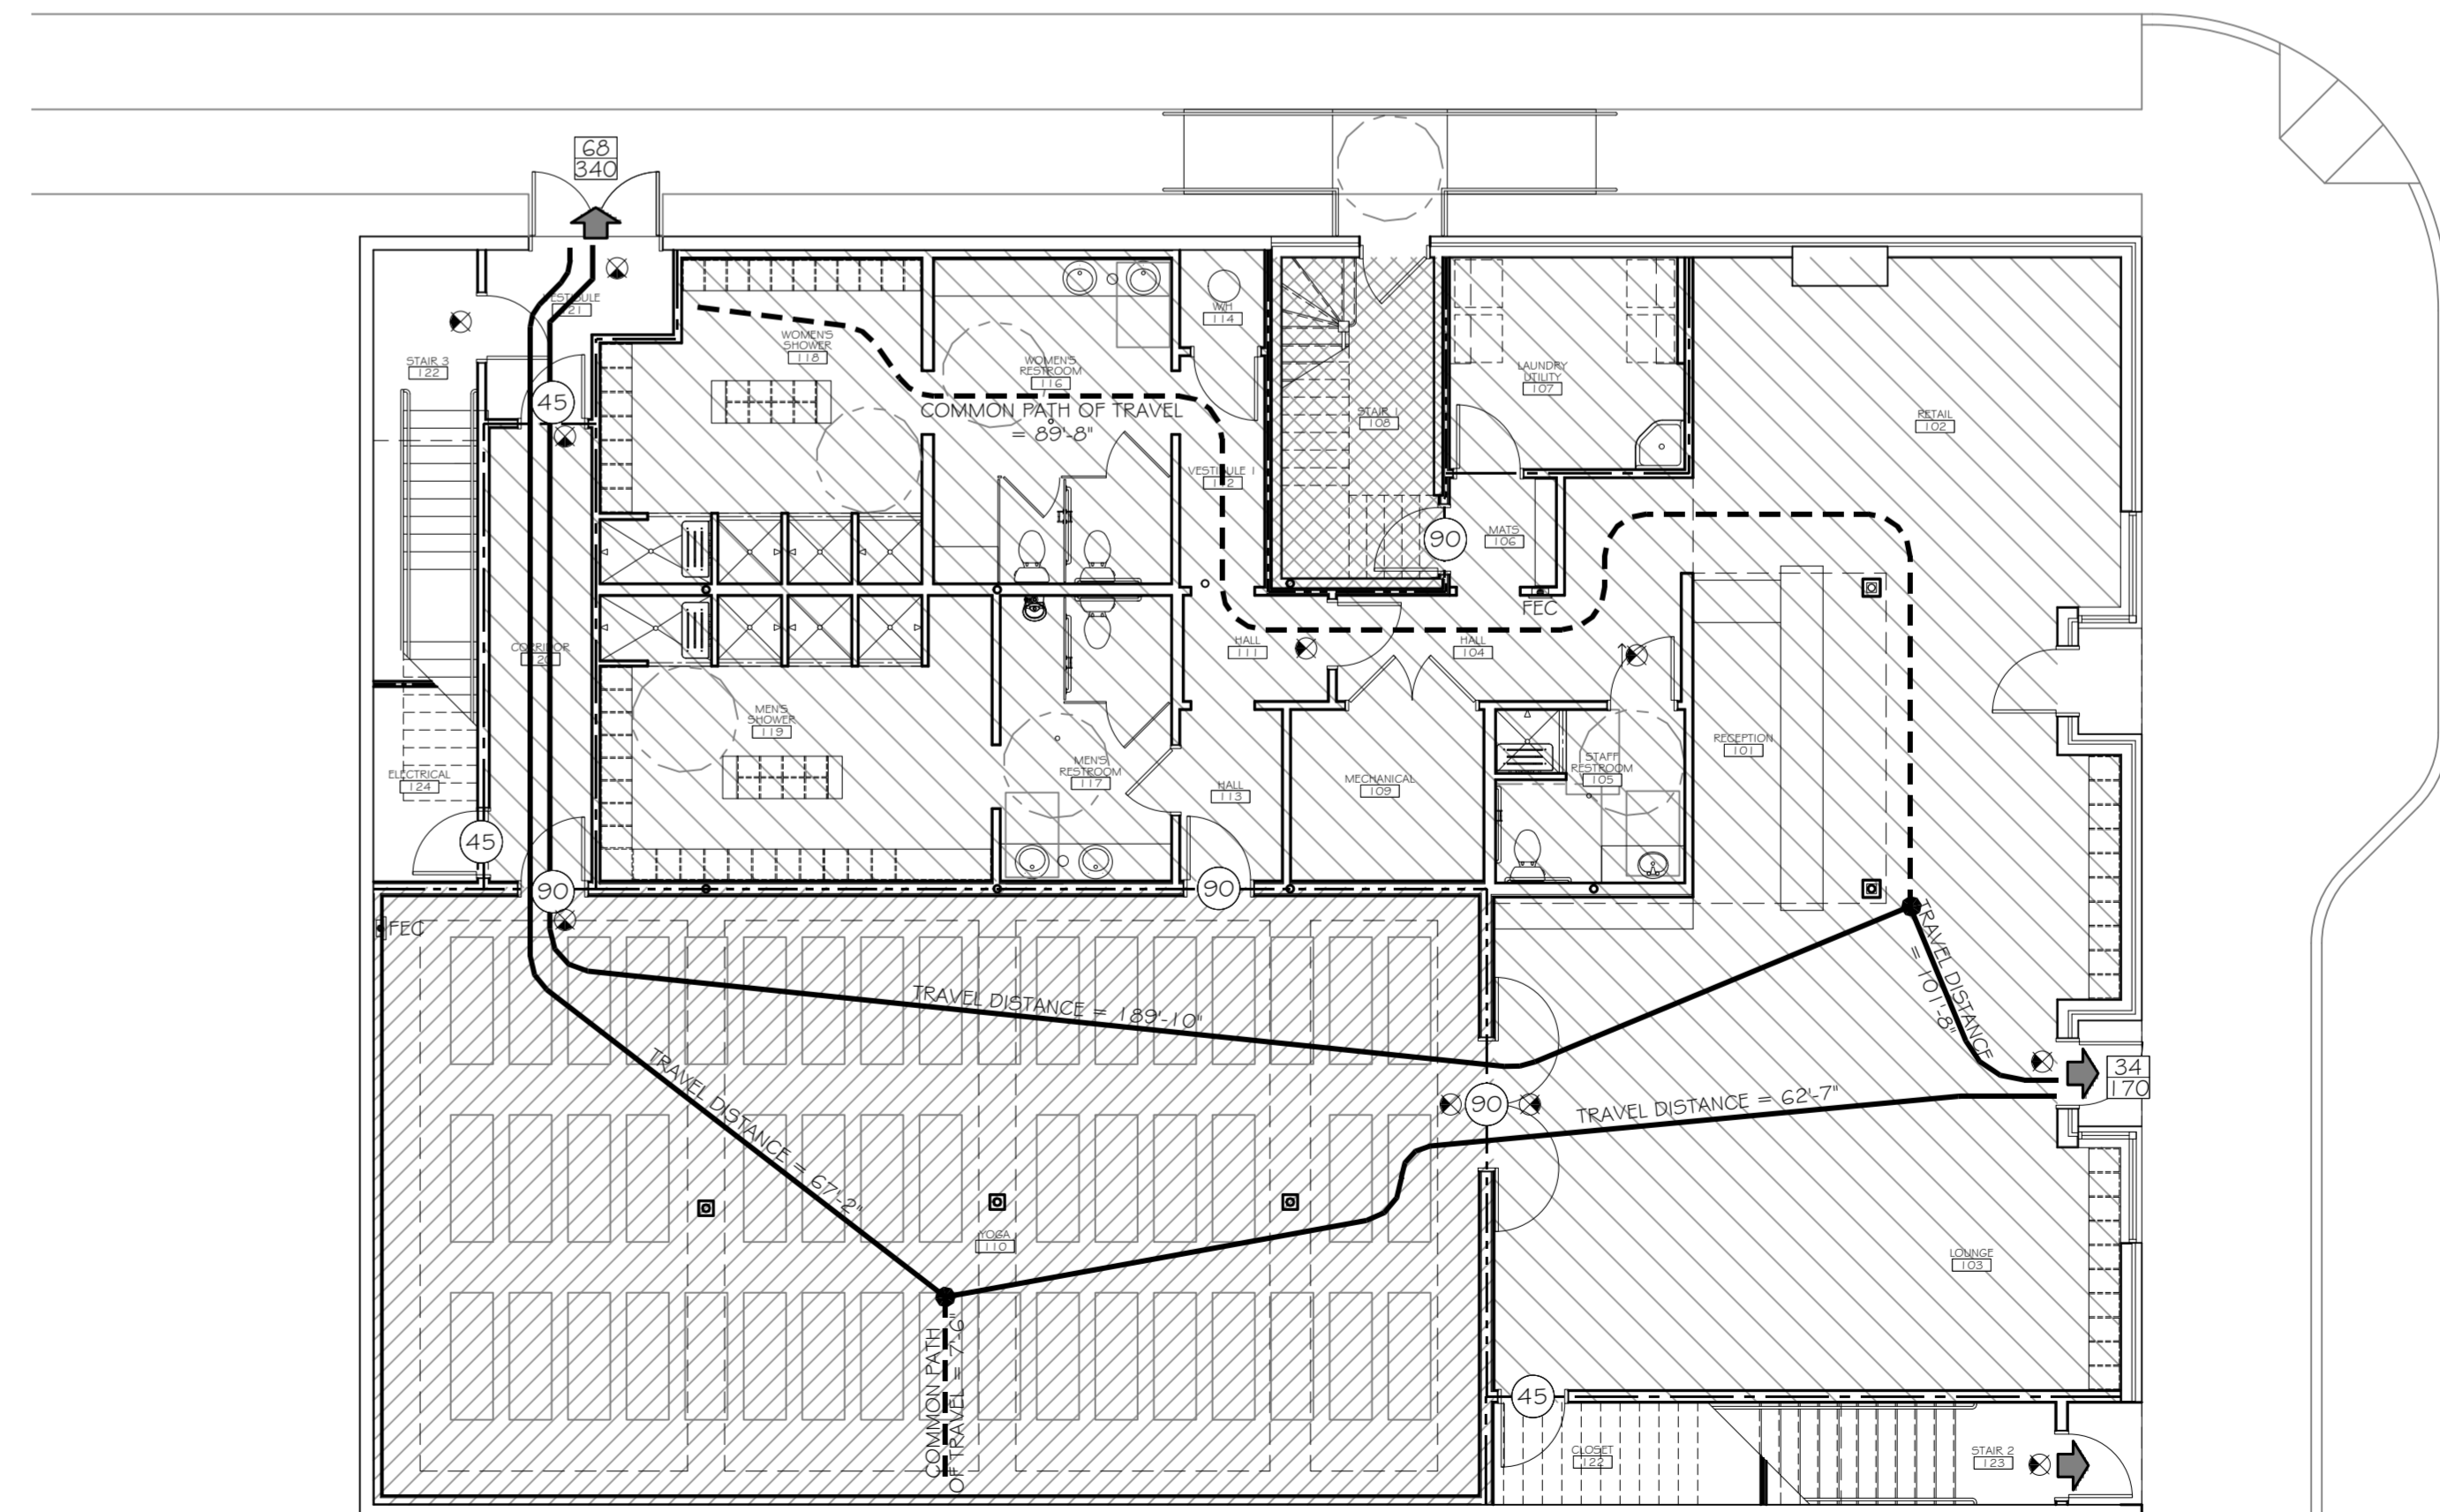 68
340
VESTIBULE
121
STAIR 3
122
45
WOMEN'S
SHOWER
118
WOMEN'S
RESTROOM
116
COMMON PATH OF TRAVEL
= 89'-8"
W/H
114
VESTIBULE 1
112
STAIR 1
108
LAUNDRY
UTILITY
107
RETAIL
102
90
MATS
106
FEC
CORRIDOR
120
HALL
111
HALL
104
MEN'S
SHOWER
119
MEN'S
RESTROOM
117
HALL
113
MECHANICAL
109
STAFF
RESTROOM
105
RECEPTION
101
ELECTRICAL
124
45
90
90
FEC
TRAVEL DISTANCE = 189'-10"
TRAVEL DISTANCE
= 101'-8"
34
170
90
TRAVEL DISTANCE = 62'-7"
TRAVEL DISTANCE = 67'-2"
YOGA
110
LOUNGE
103
COMMON PATH
OF TRAVEL = 7'-6"
45
CLOSET
122
STAIR 2
123